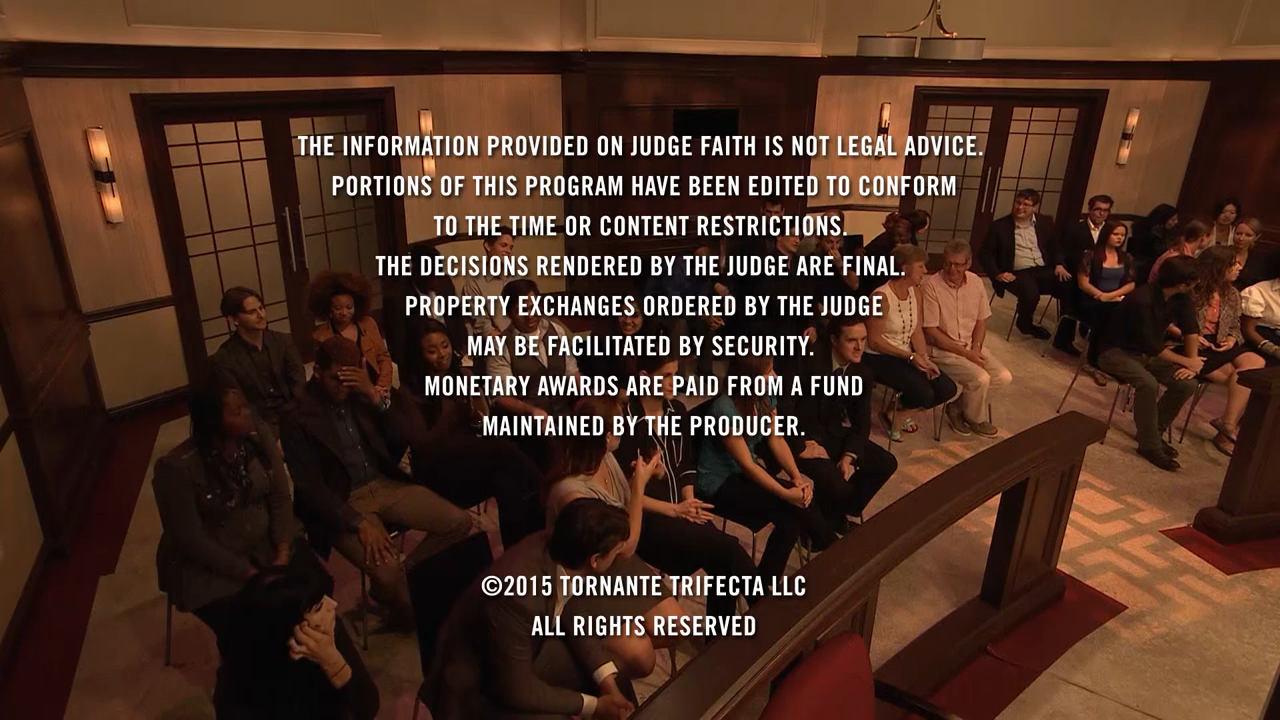 THE INFORMATION PROVIDED ON JUDGE FAITH IS NOT LEGAL ADVICE.
PORTIONS OF THIS PROGRAM HAVE BEEN EDITED TO CONFORM
TO THE TIME OR CONTENT RESTRICTIONS.
THE DECISIONS RENDERED BY THE JUDGE ARE FINAL.
PROPERTY EXCHANGES ORDERED BY THE JUDGE
MAY BE FACILITATED BY SECURITY.
MONETARY AWARDS ARE PAID FROM A FUND
MAINTAINED BY THE PRODUCER.
©2015 TORNANTE TRIFECTA LLC
ALL RIGHTS RESERVED